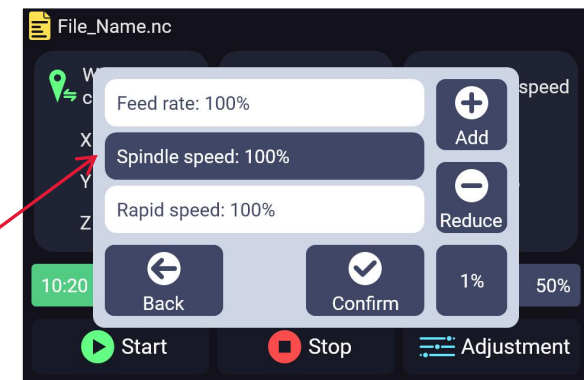 File_Name.nc
W
speed
c
Feed rate: 100%
Add
X
Spindle speed: 100%
Y
Rapid speed: 100%
Reduce
Z
10:20
Back
Confirm
1%
50%
Start
Stop
Adjustment